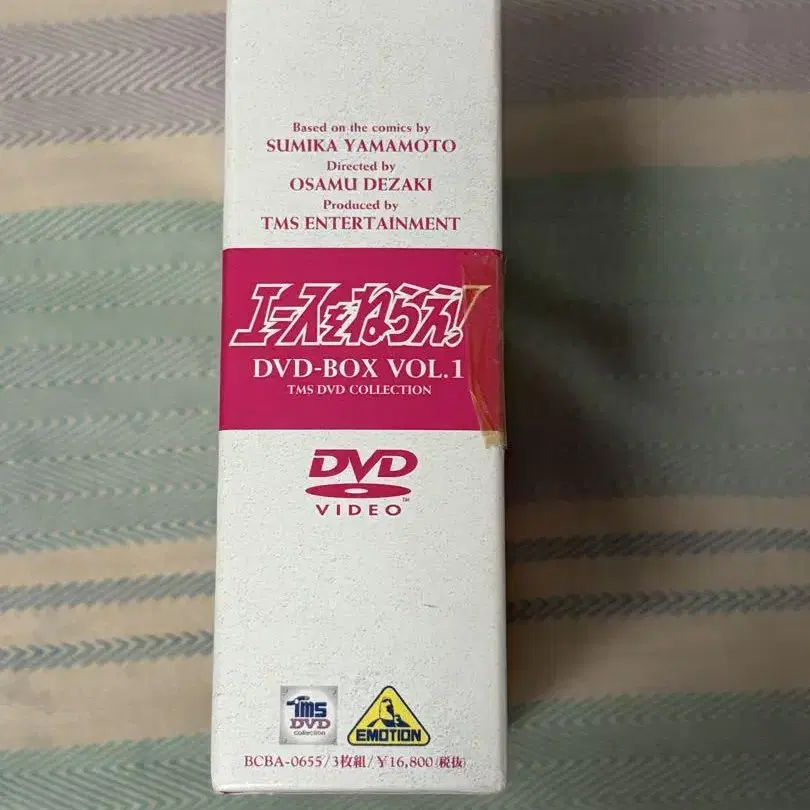 Based on the comics by
SUMIKA YAMAMOTO
Directed by
OSAMU DEZAKI
Produced by
TMS ENTERTAINMENT
エースをねらえ!
DVD-BOX VOL.1
TMS DVD COLLECTION
DVD
VIDEO
TM
Tms
DVD
collection
EMOTION
BCBA-0655/3枚組/¥16,800(税抜)